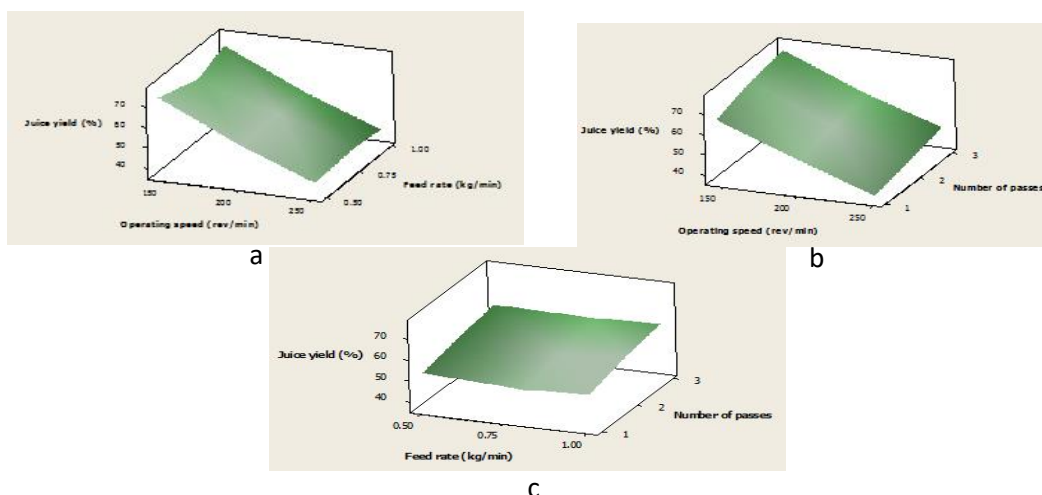 70
Juice yield (%)
60
50
40
150
200
250
0.50
0.75
1.00
Feed rate (kg/min)
Operating speed (rev/min)
a
70
Juice yield (%)
60
50
40
150
200
250
1
2
3
Number of passes
Operating speed (rev/min)
b
70
Juice yield (%)
60
50
40
0.50
0.75
1.00
1
2
3
Number of passes
Feed rate (kg/min)
c